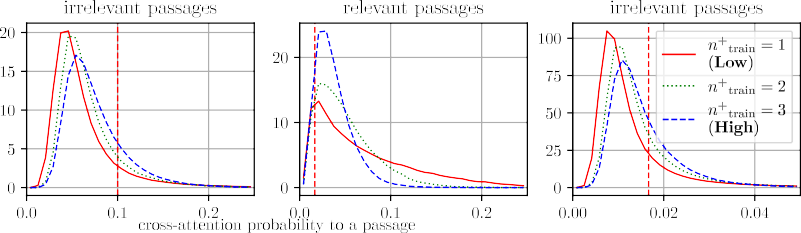 irrelevant passages
relevant passages
irrelevant passages
20
15
10
5
0
0.0
0.1
0.2
20
0
0.0
0.1
0.2
100
75
50
25
0
0.00
0.02
0.04
n⁺train = 1
(Low)
n⁺train = 2
n⁺train = 3
(High)
cross-attention probability to a passage